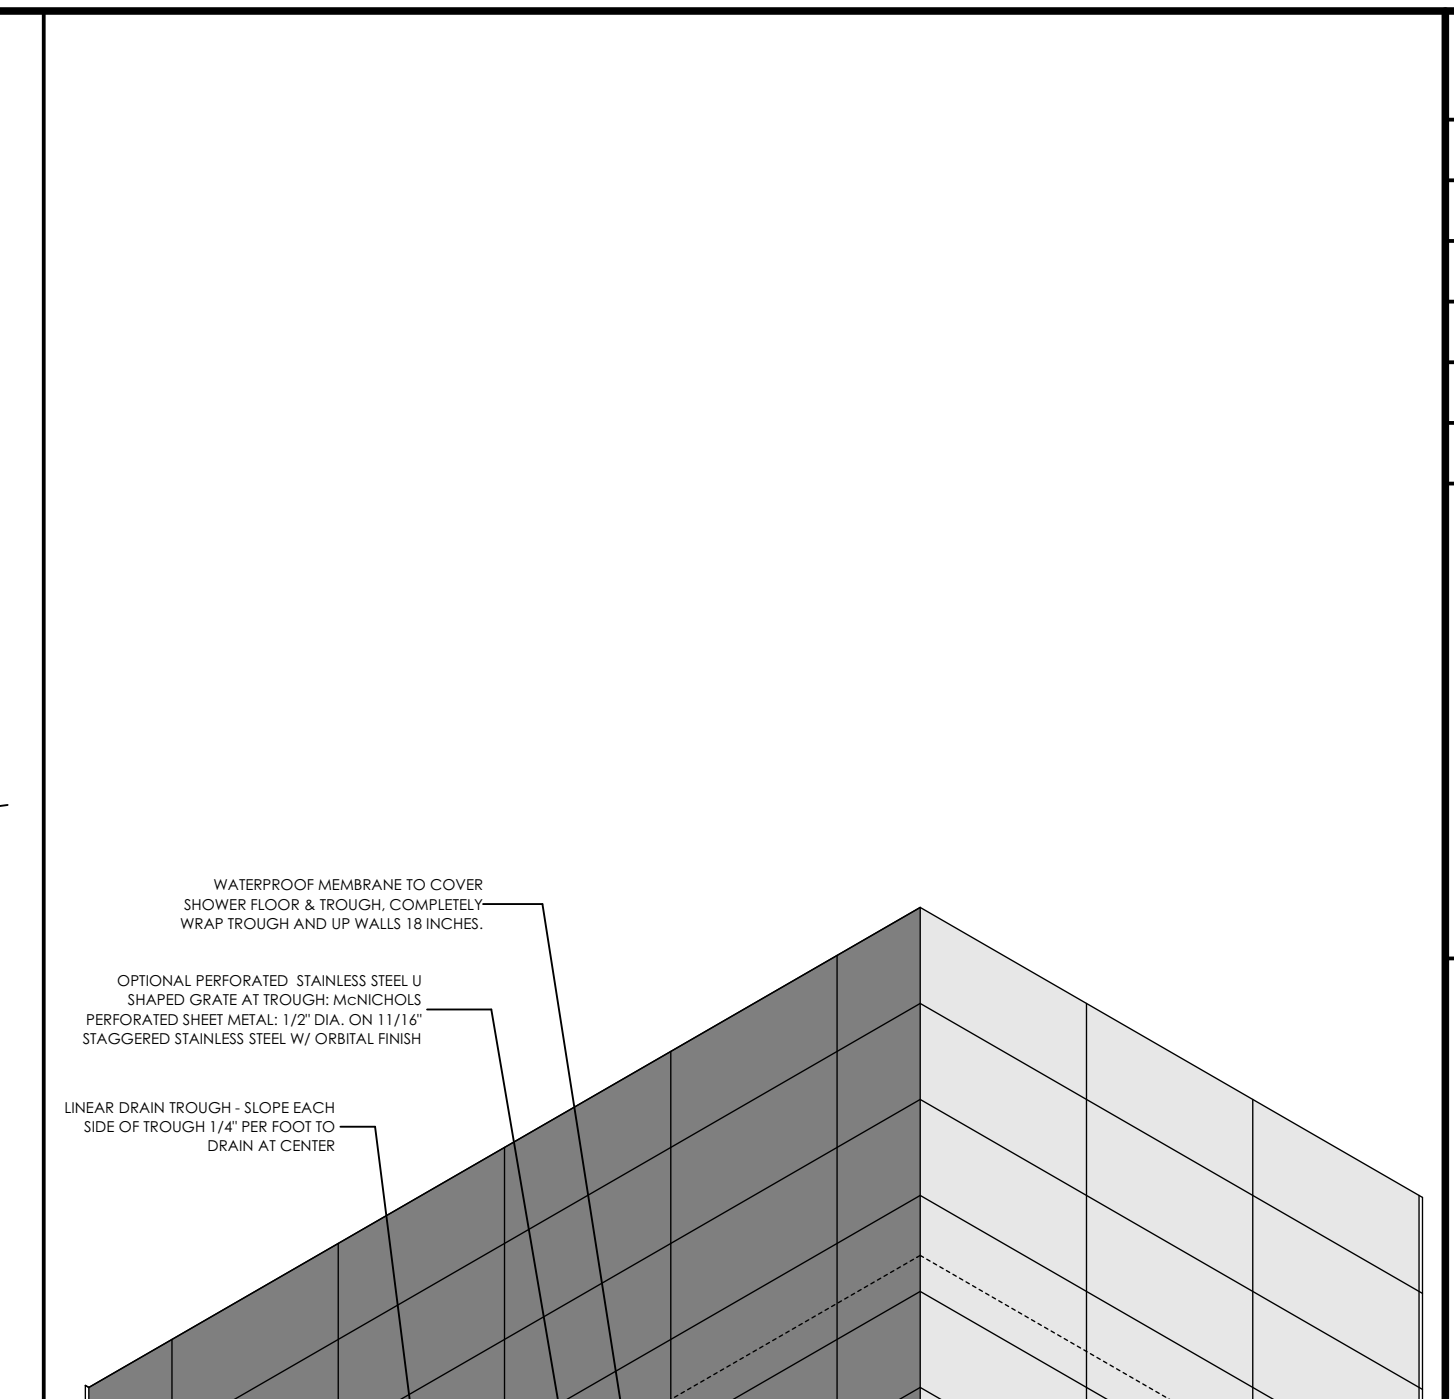 WATERPROOF MEMBRANE TO COVER
SHOWER FLOOR & TROUGH, COMPLETELY
WRAP TROUGH AND UP WALLS 18 INCHES.
OPTIONAL PERFORATED  STAINLESS STEEL U
SHAPED GRATE AT TROUGH: McNICHOLS
PERFORATED SHEET METAL: 1/2" DIA. ON 11/16"
STAGGERED STAINLESS STEEL W/ ORBITAL FINISH
LINEAR DRAIN TROUGH - SLOPE EACH
SIDE OF TROUGH 1/4" PER FOOT TO
DRAIN AT CENTER